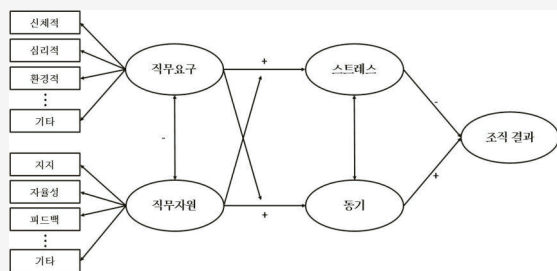 신체적
심리적
환경적
⋮
기타
직무요구
+
스트레스
-
-
조직 결과
+
지지
자율성
피드백
⋮
기타
직무자원
+
동기